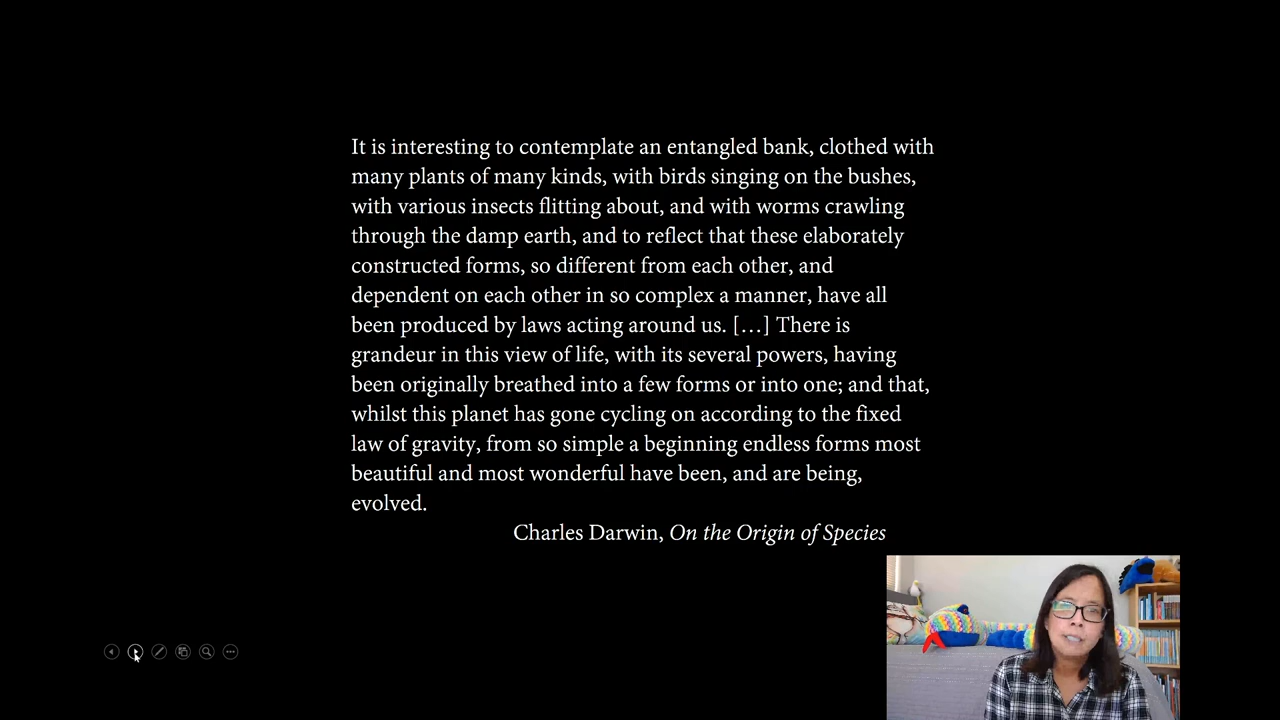 It is interesting to contemplate an entangled bank, clothed with
many plants of many kinds, with birds singing on the bushes,
with various insects flitting about, and with worms crawling
through the damp earth, and to reflect that these elaborately
constructed forms, so different from each other, and
dependent on each other in so complex a manner, have all
been produced by laws acting around us. […] There is
grandeur in this view of life, with its several powers, having
been originally breathed into a few forms or into one; and that,
whilst this planet has gone cycling on according to the fixed
law of gravity, from so simple a beginning endless forms most
beautiful and most wonderful have been, and are being,
evolved.
Charles Darwin, On the Origin of Species